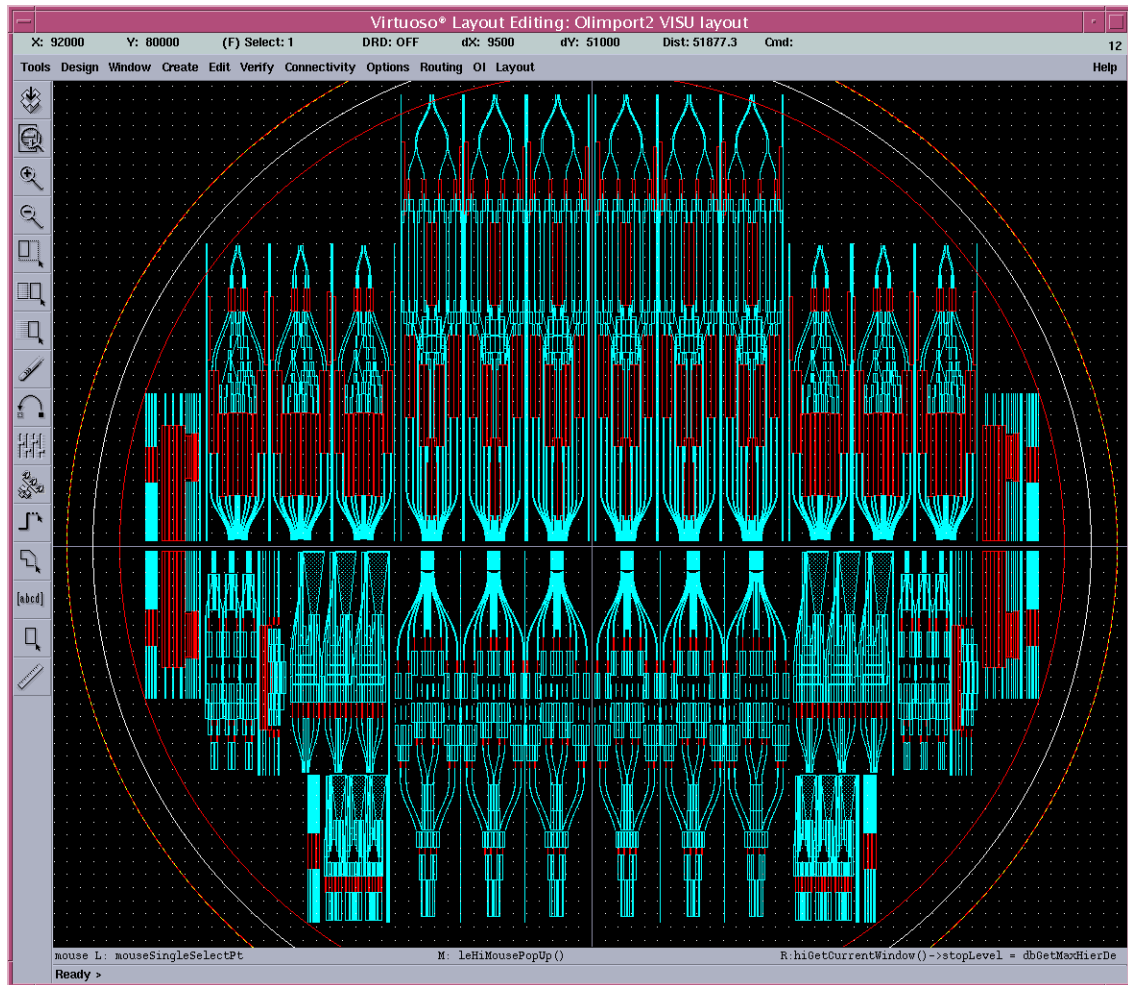 Virtuoso® Layout Editing: OIimport2 VISU layout
X: 92000 Y: 80000 (F) Select: 1 DRD: OFF dX: 9500 dY: 51000 Dist: 51877.3 Cmd:
12
Tools Design Window Create Edit Verify Connectivity Options Routing OI Layout Help
[abcd]
mouse L: mouseSingleSelectPt M: leHiMousePopUp() R:hiGetCurrentWindow()->stopLevel = dbGetMaxHierDe
Ready >